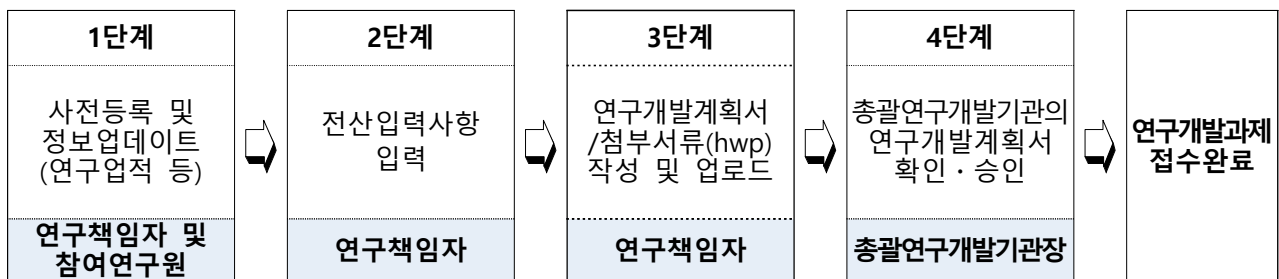 1단계
사전등록 및
정보업데이트
(연구업적 등)
연구책임자 및
참여연구원
2단계
전산입력사항
입력
연구책임자
3단계
연구개발계획서
/첨부서류(hwp)
작성 및 업로드
연구책임자
4단계
총괄연구개발기관의
연구개발계획서
확인・승인
총괄연구개발기관장
연구개발과제
접수완료